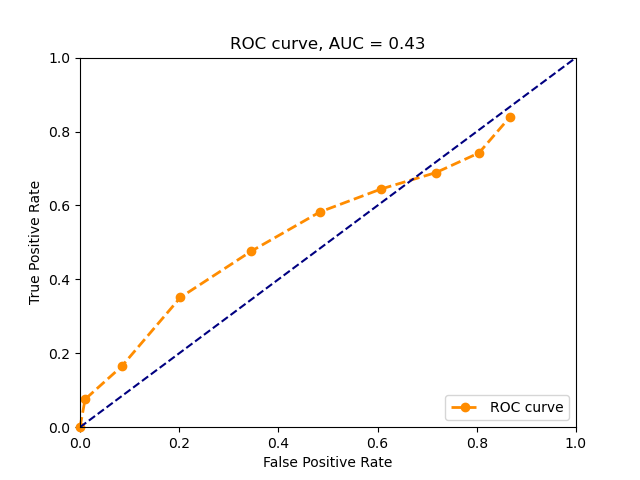 ROC curve, AUC = 0.43
1.0
0.8
0.6
0.4
0.2
0.0
True Positive Rate
ROC curve
0.0 0.2 0.4 0.6 0.8 1.0
False Positive Rate